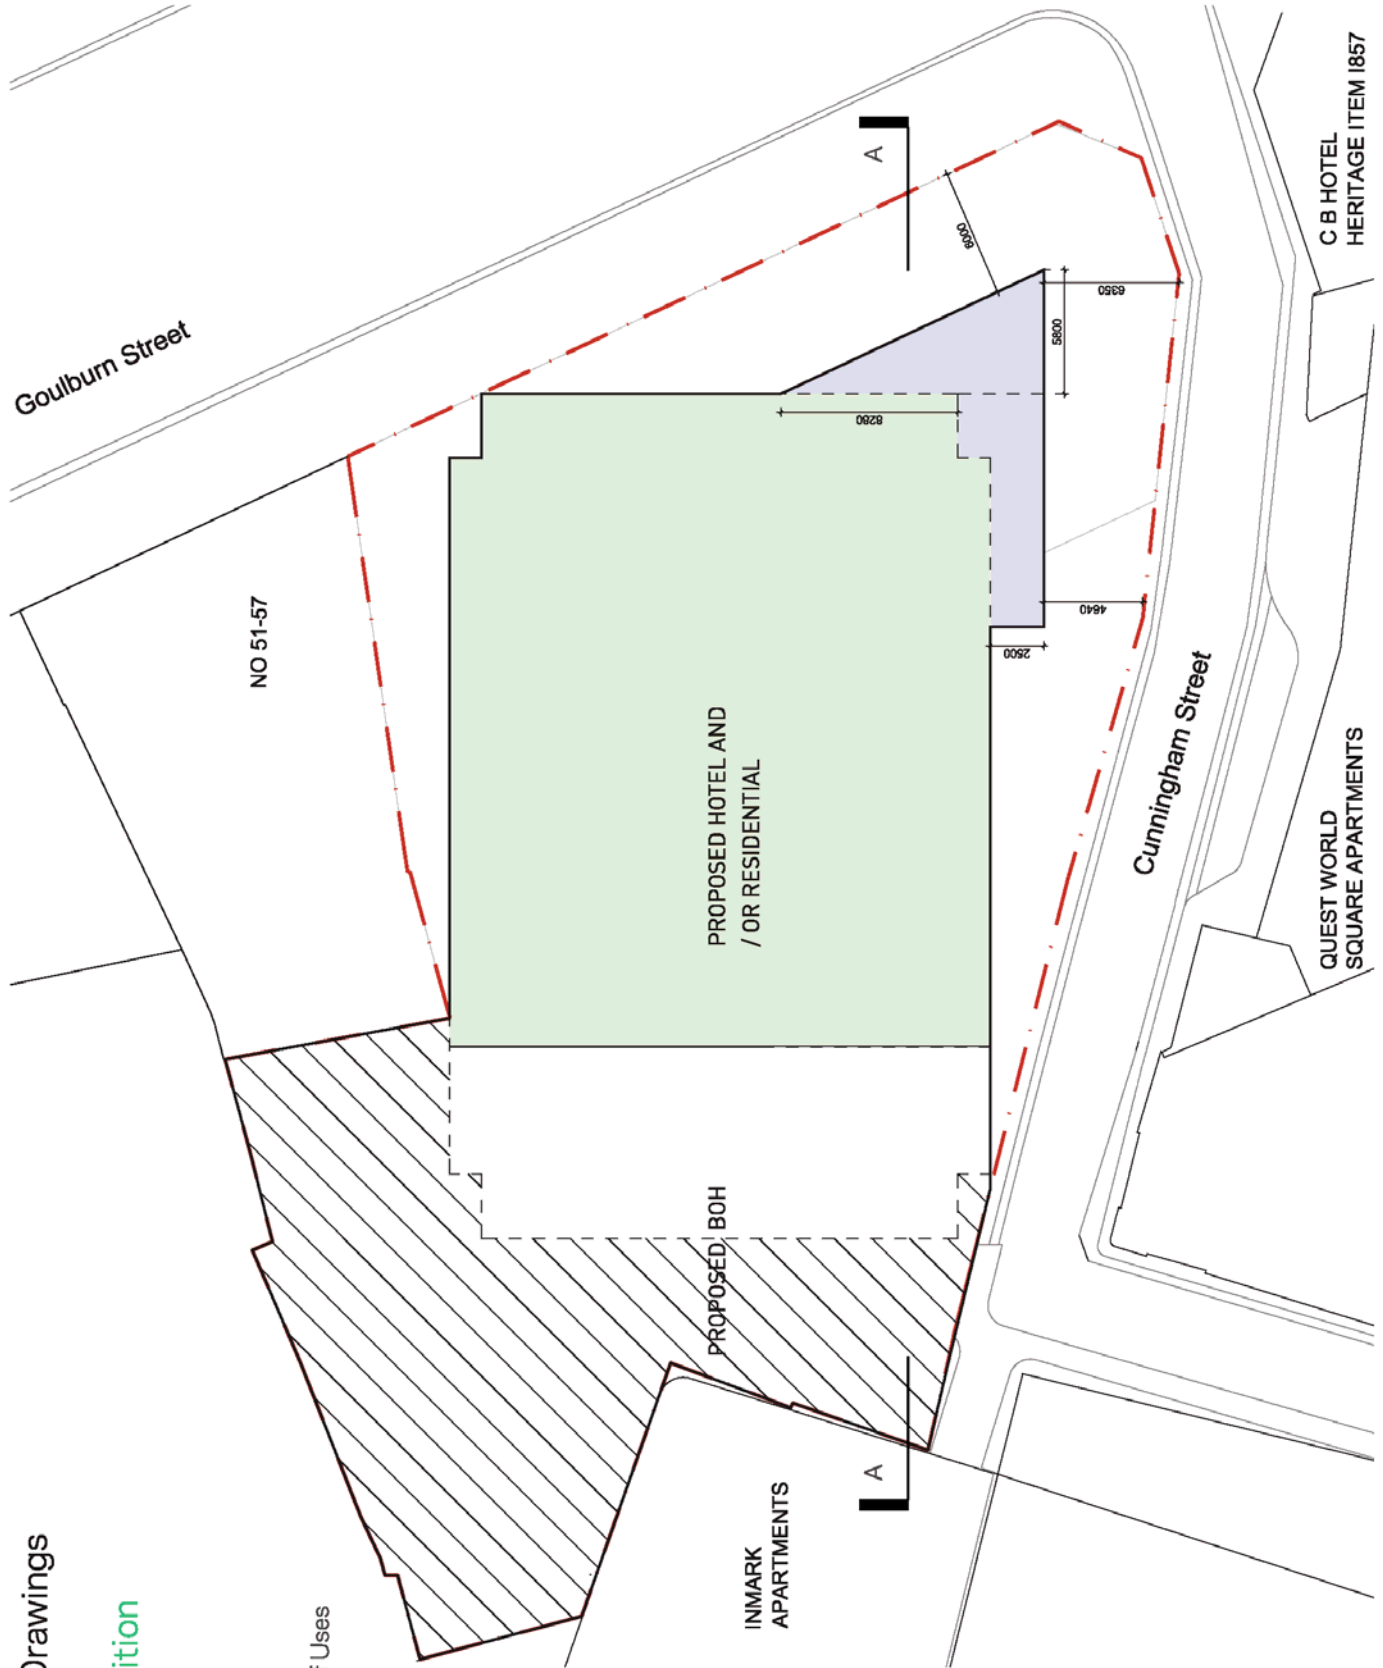 Drawings
ition
Uses
Goulburn Street
NO 51-57
A
6000
6350
5800
8280
4640
2500
PROPOSED HOTEL AND
/ OR RESIDENTIAL
PROPOSED BOH
A
Cunningham Street
C B HOTEL
HERITAGE ITEM I857
QUEST WORLD
SQUARE APARTMENTS
INMARK
APARTMENTS